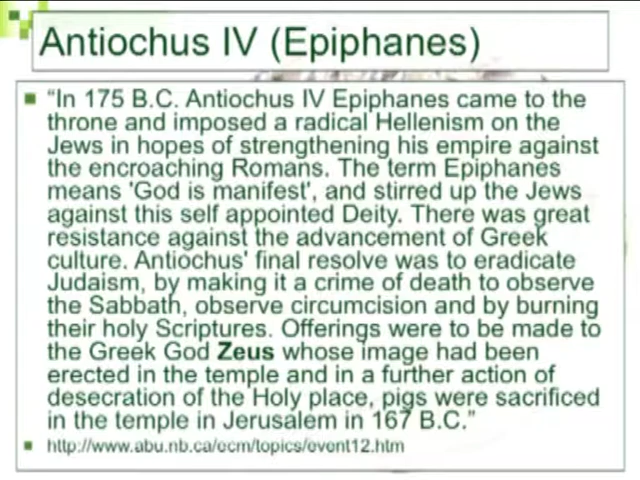 Antiochus IV (Epiphanes)
"In 175 B.C. Antiochus IV Epiphanes came to the
throne and imposed a radical Hellenism on the
Jews in hopes of strengthening his empire against
the encroaching Romans. The term Epiphanes
means 'God is manifest', and stirred up the Jews
against this self appointed Deity. There was great
resistance against the advancement of Greek
culture. Antiochus' final resolve was to eradicate
Judaism, by making it a crime of death to observe
the Sabbath, observe circumcision and by burning
their holy Scriptures. Offerings were to be made to
the Greek God Zeus whose image had been
erected in the temple and in a further action of
desecration of the Holy place, pigs were sacrificed
in the temple in Jerusalem in 167 B.C."
http://www.abu.nb.ca/ecm/topics/event12.htm